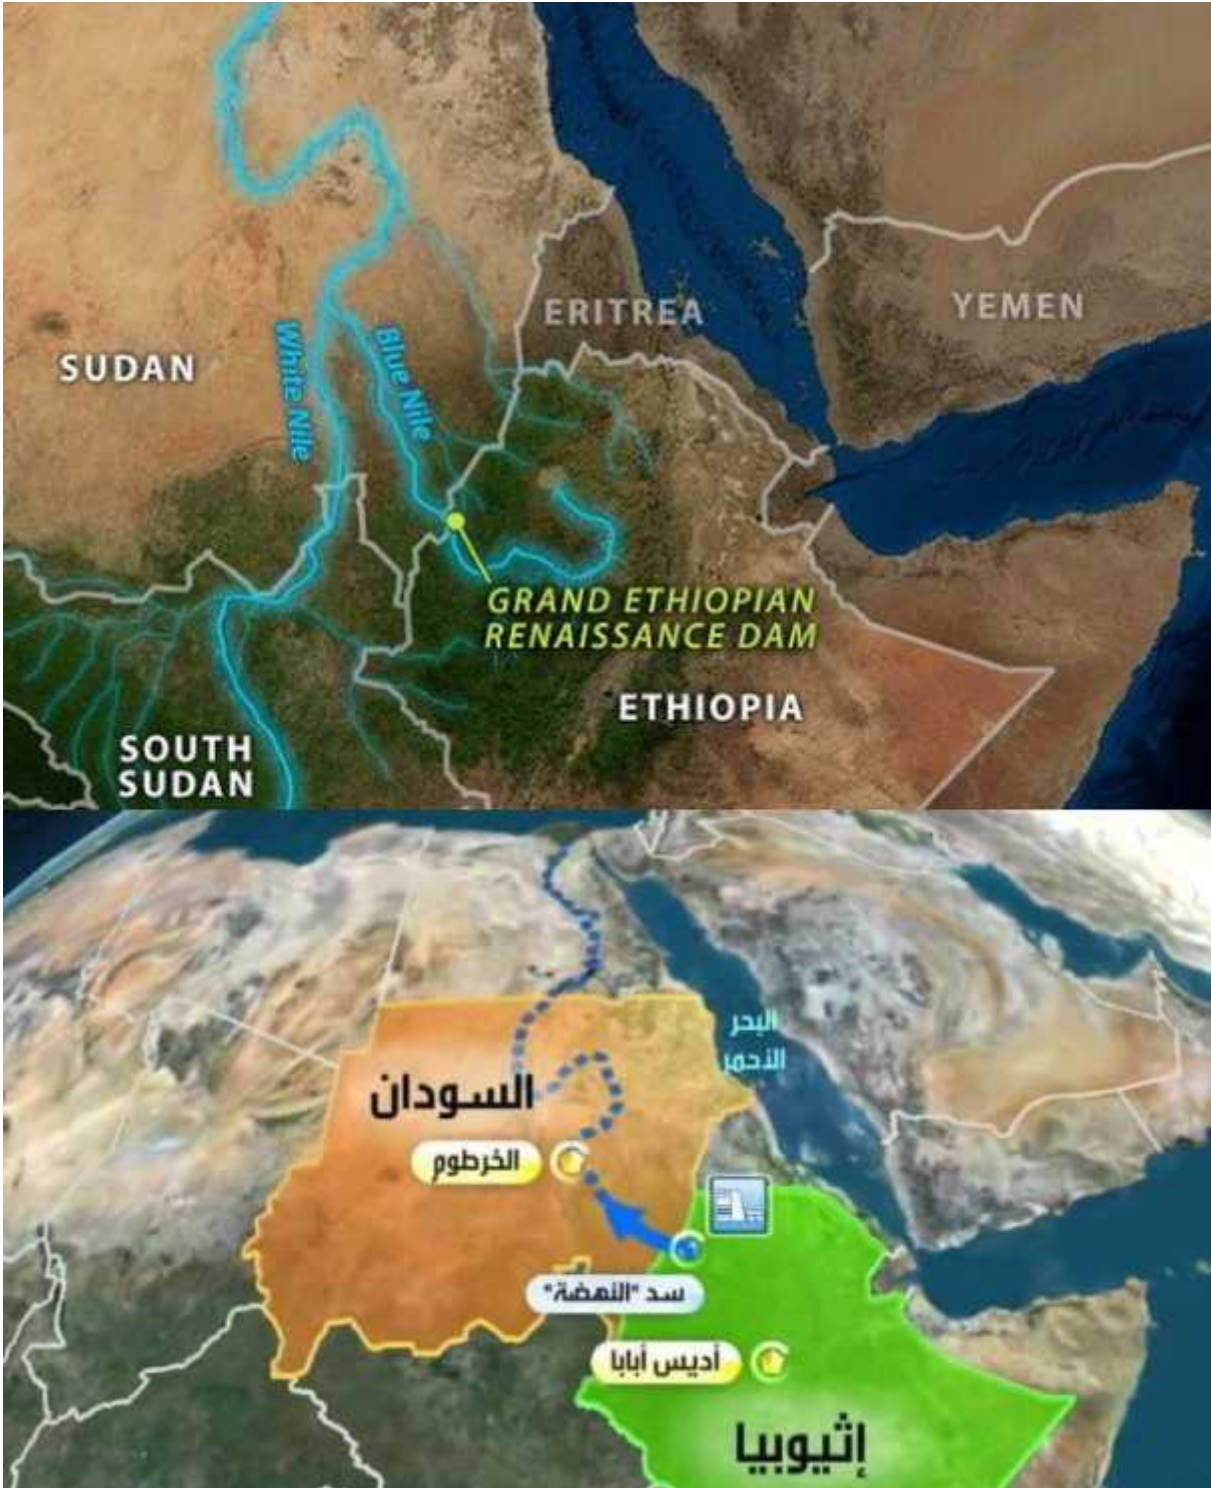 ERITREA
YEMEN
SUDAN
White Nile
Blue Nile
GRAND ETHIOPIAN
RENAISSANCE DAM
ETHIOPIA
SOUTH
SUDAN
البحر
الأحمر
السودان
الخرطوم
سد "النهضة"
أديس أبابا
إثيوبيا